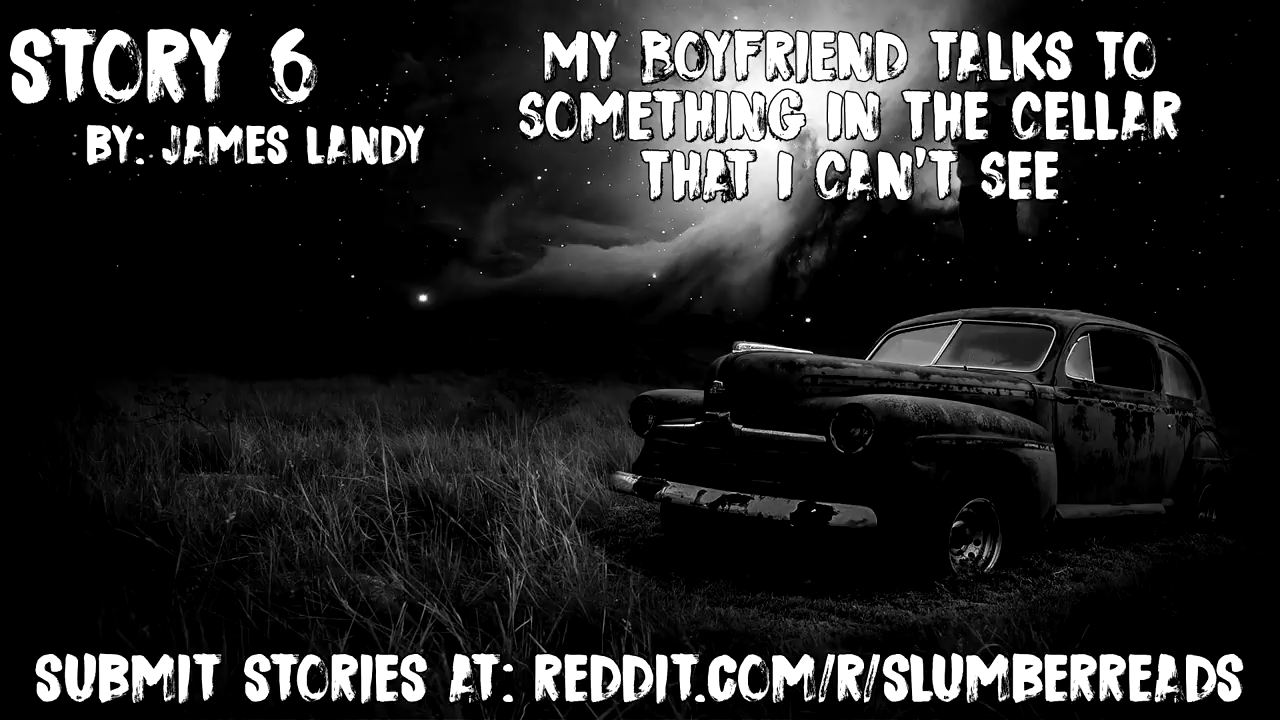 STORY 6
BY: JAMES LANDY
MY BOYFRIEND TALKS TO
SOMETHING IN THE CELLAR
THAT I CAN'T SEE
SUBMIT STORIES AT: REDDIT.COM/R/SLUMBERREADS